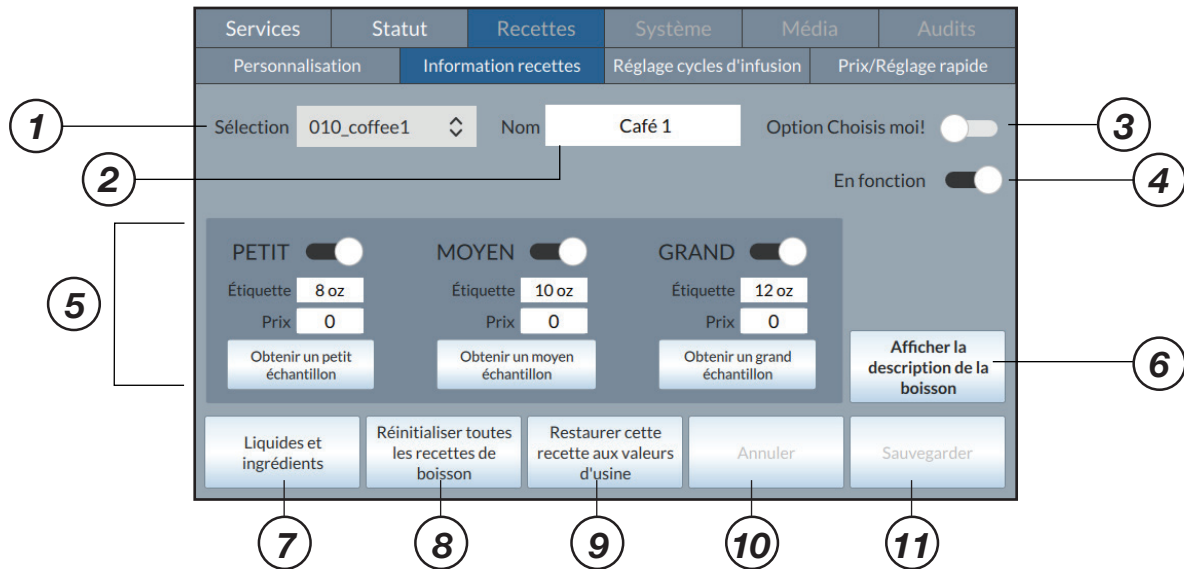 Services Statut Recettes Système Média Audits
Personnalisation Information recettes Réglage cycles d'infusion Prix/Réglage rapide
1 Sélection 010_coffee1 Nom Café 1 Option Choisis moi! 3
2 En fonction 4
5
PETIT MOYEN GRAND
Étiquette 8 oz Étiquette 10 oz Étiquette 12 oz
Prix 0 Prix 0 Prix 0
Obtenir un petit
échantillon
Obtenir un moyen
échantillon
Obtenir un grand
échantillon
Afficher la
description de la
boisson
6
Liquides et
ingrédients
Réinitialiser toutes
les recettes de
boisson
Restaurer cette
recette aux valeurs
d'usine
Annuler
Sauvegarder
7 8 9 10 11